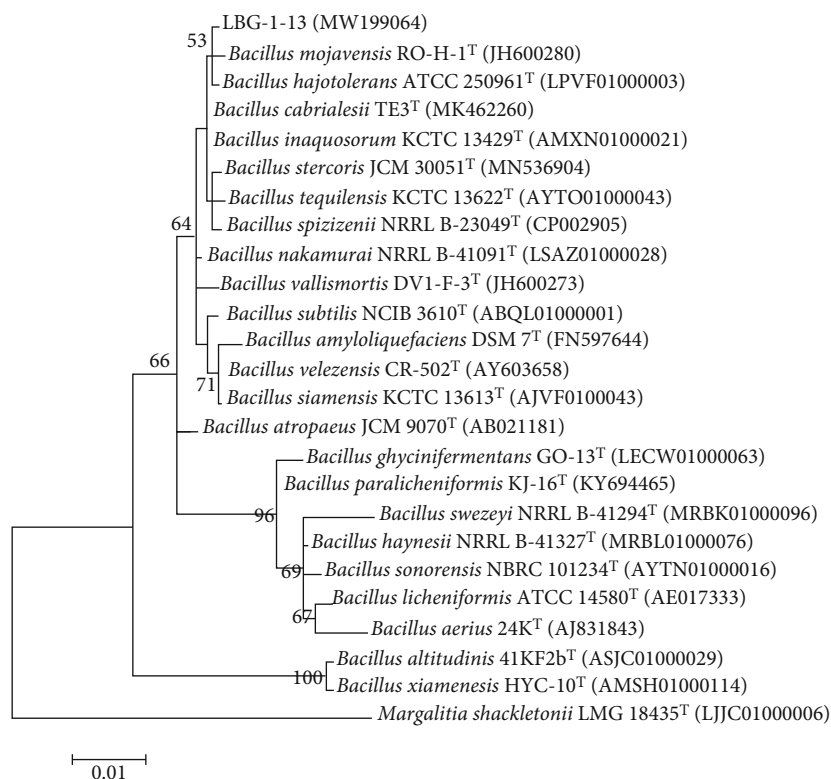 LBG-1-13 (MW199064)
53
Bacillus mojavensis RO-H-1ᵀ (JH600280)
Bacillus hajotolerans ATCC 250961ᵀ (LPVF01000003)
Bacillus cabrialesii TE3ᵀ (MK462260)
Bacillus inaquosorum KCTC 13429ᵀ (AMXN01000021)
Bacillus stercoris JCM 30051ᵀ (MN536904)
Bacillus tequilensis KCTC 13622ᵀ (AYTO01000043)
64
Bacillus spizizenii NRRL B-23049ᵀ (CP002905)
Bacillus nakamurai NRRL B-41091ᵀ (LSAZ01000028)
Bacillus vallismortis DV1-F-3ᵀ (JH600273)
Bacillus subtilis NCIB 3610ᵀ (ABQL01000001)
Bacillus amyloliquefaciens DSM 7ᵀ (FN597644)
66
Bacillus velezensis CR-502ᵀ (AY603658)
71
Bacillus siamensis KCTC 13613ᵀ (AJVF0100043)
Bacillus atropaeus JCM 9070ᵀ (AB021181)
Bacillus ghycinifermentans GO-13ᵀ (LECW01000063)
Bacillus paralicheniformis KJ-16ᵀ (KY694465)
96
Bacillus swezeyi NRRL B-41294ᵀ (MRBK01000096)
Bacillus haynesii NRRL B-41327ᵀ (MRBL01000076)
69
Bacillus sonorensis NBRC 101234ᵀ (AYTN01000016)
Bacillus licheniformis ATCC 14580ᵀ (AE017333)
67
Bacillus aerius 24Kᵀ (AJ831843)
Bacillus altitudinis 41KF2bᵀ (ASJC01000029)
100
Bacillus xiamenesis HYC-10ᵀ (AMSH01000114)
Margalitia shackletonii LMG 18435ᵀ (LJJC01000006)
0.01